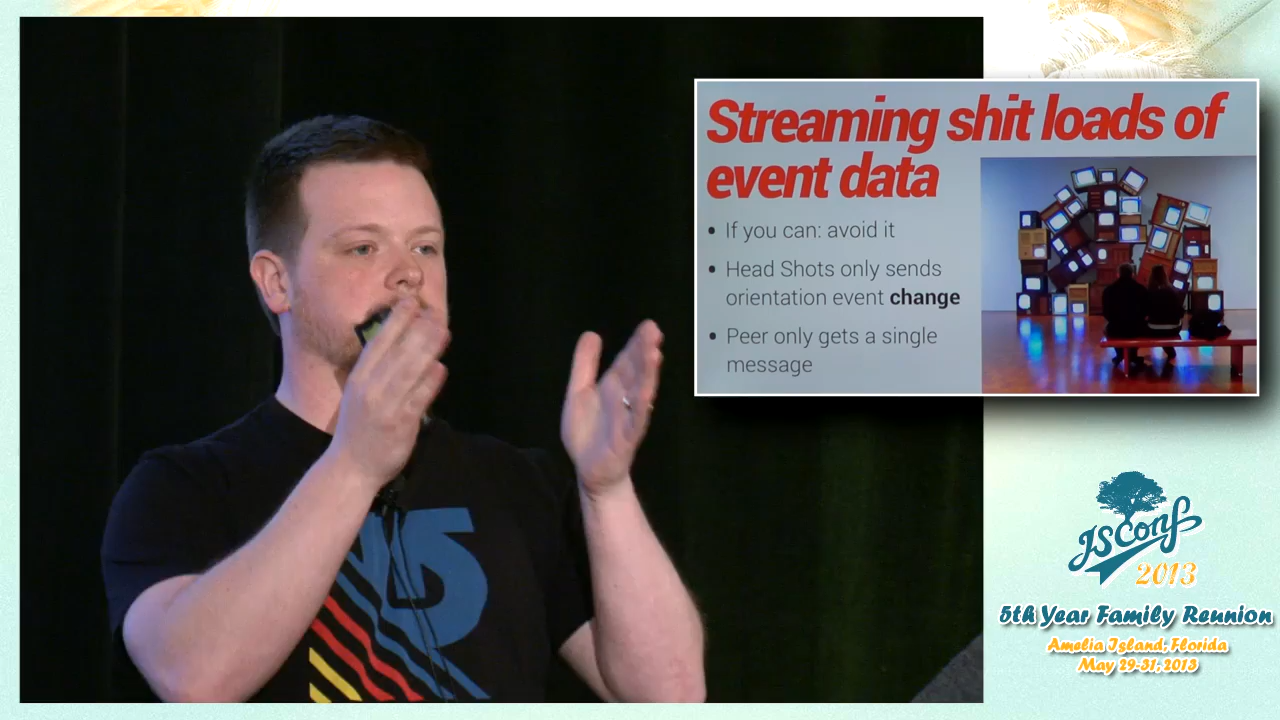 Streaming shit loads of
event data
• If you can: avoid it
• Head Shots only sends
orientation event change
• Peer only gets a single
message
JSConf
2013
5th Year Family Reunion
Amelia Island, Florida
May 29-31, 2013